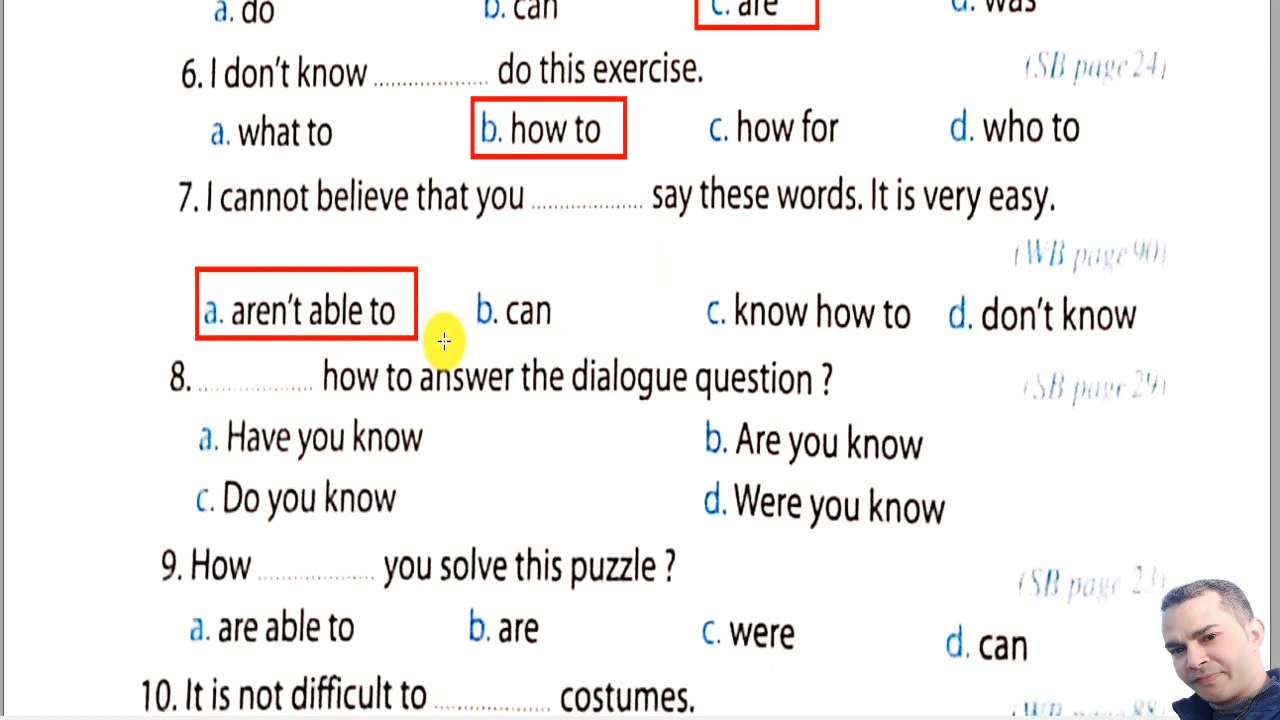 a. do b. can c. are d. was
6. I don't know .................. do this exercise. (SB page 24)
a. what to b. how to c. how for d. who to
7. I cannot believe that you .................. say these words. It is very easy.
(WB page 90)
a. aren't able to b. can c. know how to d. don't know
8. .................. how to answer the dialogue question ? (SB page 29)
a. Have you know b. Are you know
c. Do you know d. Were you know
9. How .................. you solve this puzzle ? (SB page 23)
a. are able to b. are c. were d. can
10. It is not difficult to .................. costumes. (WB page 88)